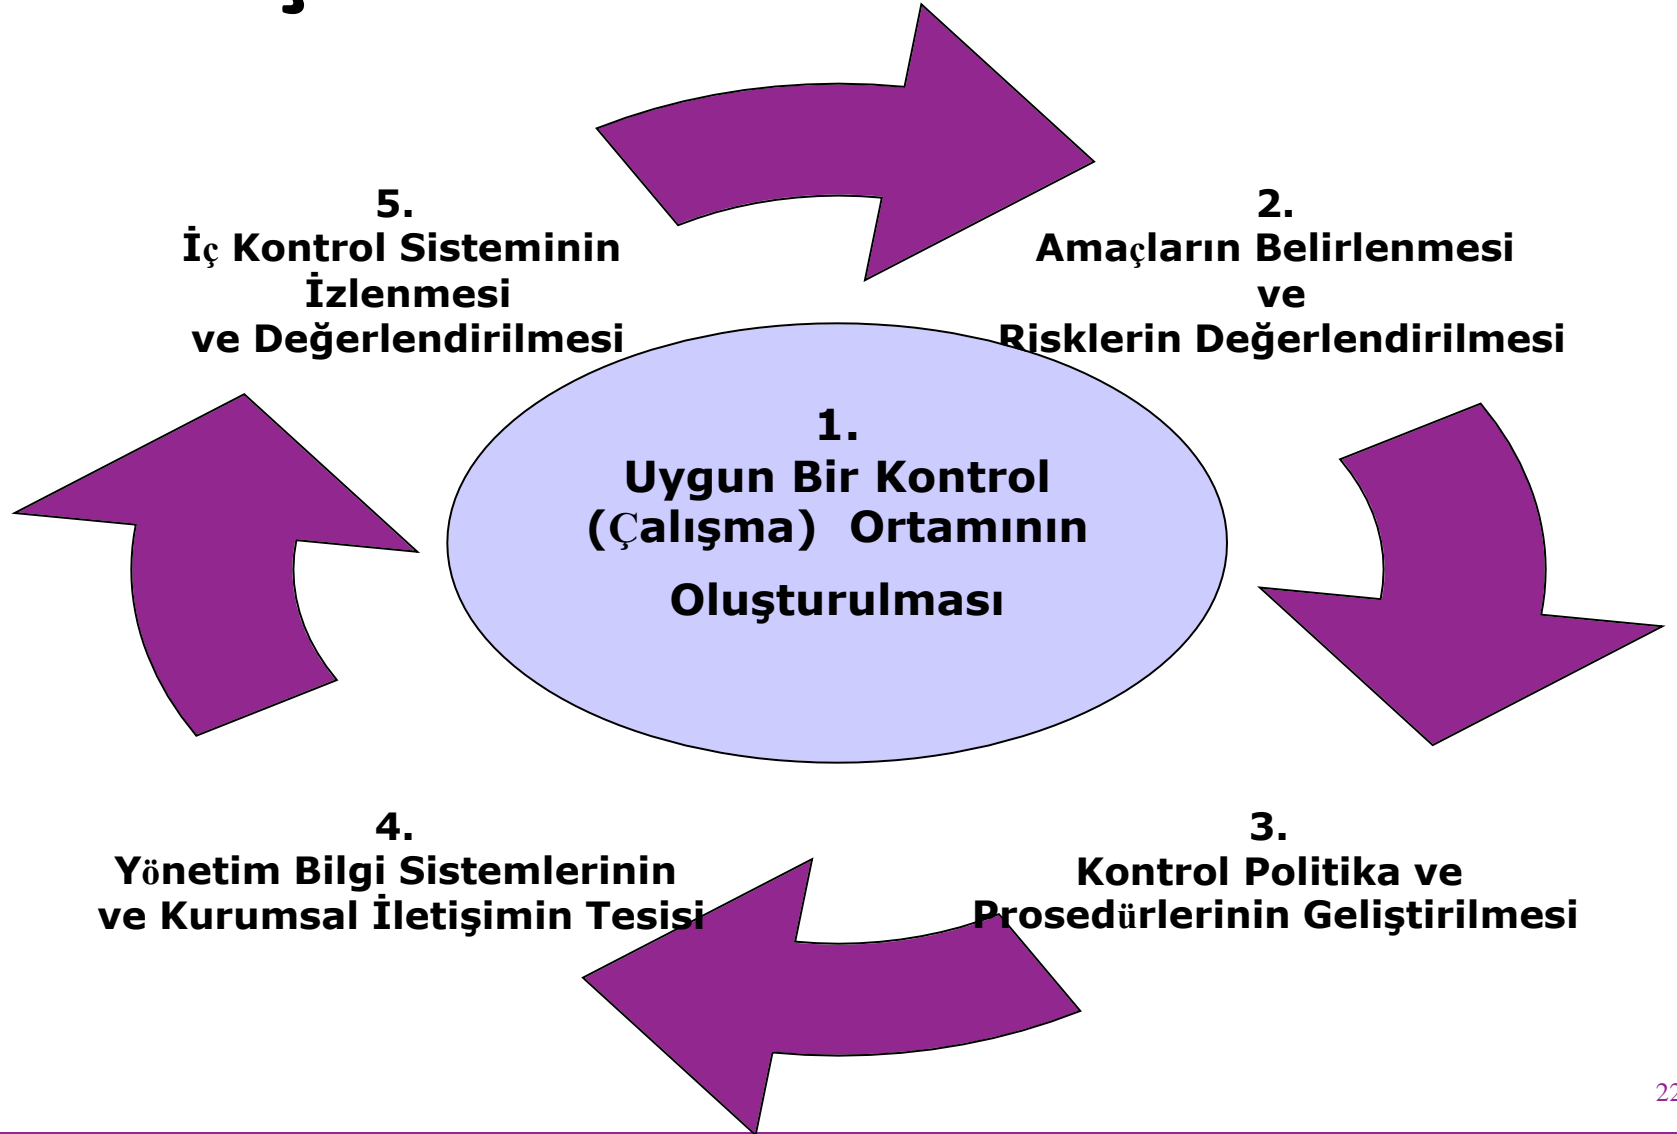 5.
İç Kontrol Sisteminin
İzlenmesi
ve Değerlendirilmesi
2.
Amaçların Belirlenmesi
ve
Risklerin Değerlendirilmesi
1.
Uygun Bir Kontrol
(Çalışma) Ortamının
Oluşturulması
4.
Yönetim Bilgi Sistemlerinin
ve Kurumsal İletişimin Tesisi
3.
Kontrol Politika ve
Prosedürlerinin Geliştirilmesi
22